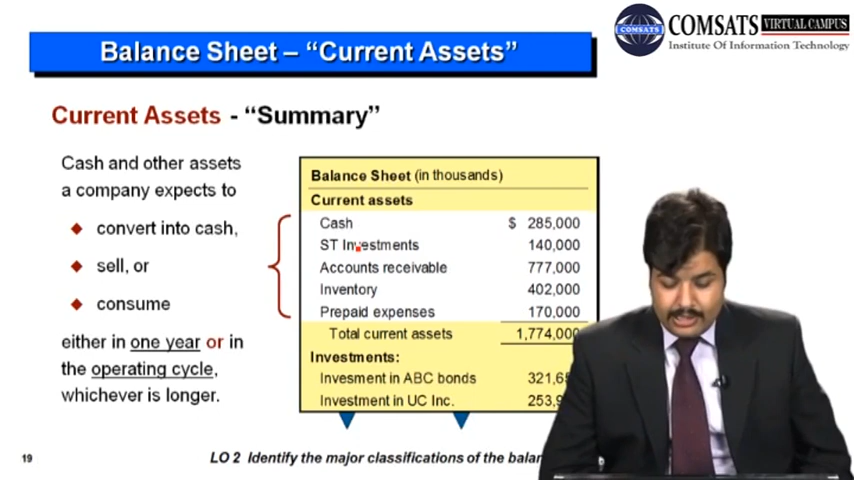 COMSATS VIRTUAL CAMPUS
COMSATS
Institute Of Information Technology
Balance Sheet – “Current Assets”
Current Assets - “Summary”
Cash and other assets
a company expects to
convert into cash,
sell, or
consume
either in one year or in
the operating cycle,
whichever is longer.
Balance Sheet (in thousands)
Current assets
Cash $ 285,000
ST Investments 140,000
Accounts receivable 777,000
Inventory 402,000
Prepaid expenses 170,000
Total current assets 1,774,000
Investments:
Invesment in ABC bonds
Investment in UC Inc.
19
LO 2 Identify the major classifications of the